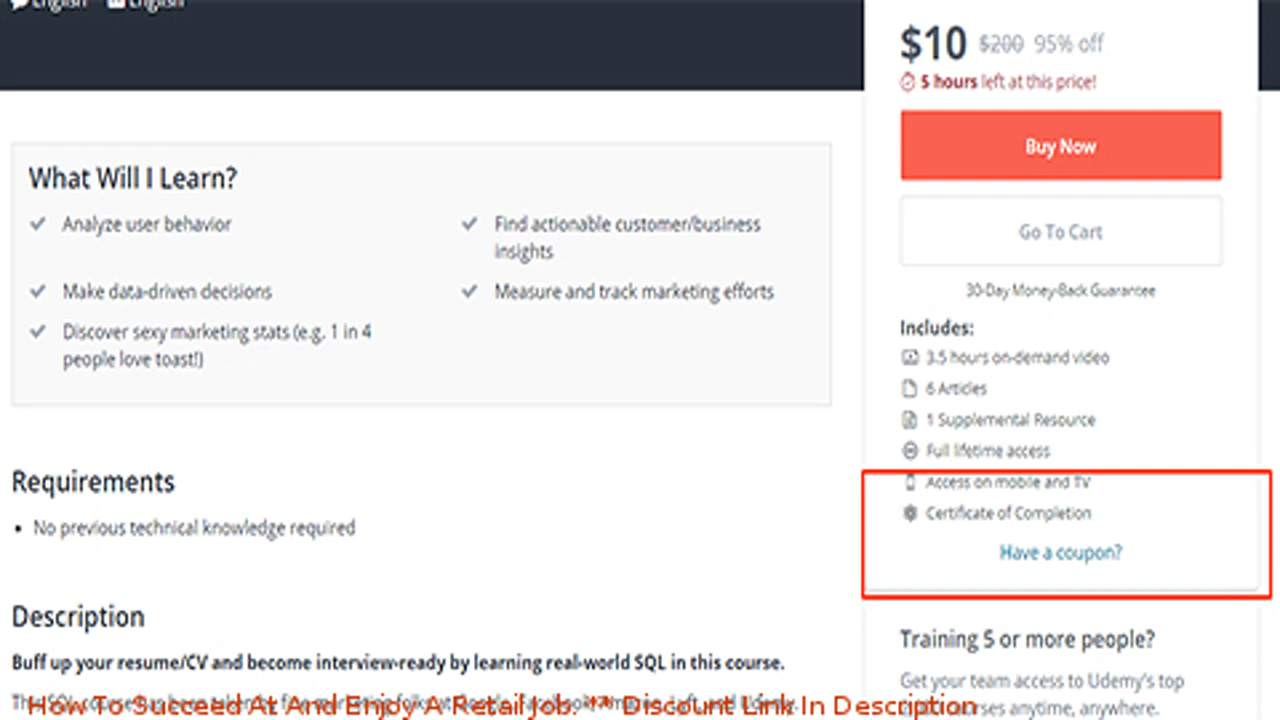 English English
$10 $200 95% off
5 hours left at this price!
Buy Now
Go To Cart
30-Day Money-Back Guarantee
Includes:
3.5 hours on-demand video
6 Articles
1 Supplemental Resource
Full lifetime access
Access on mobile and TV
Certificate of Completion
Have a coupon?
Training 5 or more people?
Get your team access to Udemy's top
courses anytime, anywhere.
What Will I Learn?
Analyze user behavior
Find actionable customer/business
insights
Make data-driven decisions
Measure and track marketing efforts
Discover sexy marketing stats (e.g. 1 in 4
people love toast!)
Requirements
• No previous technical knowledge required
Description
Buff up your resume/CV and become interview-ready by learning real-world SQL in this course.
How To Succeed At And Enjoy A Retail Job. ** Discount Link In Description